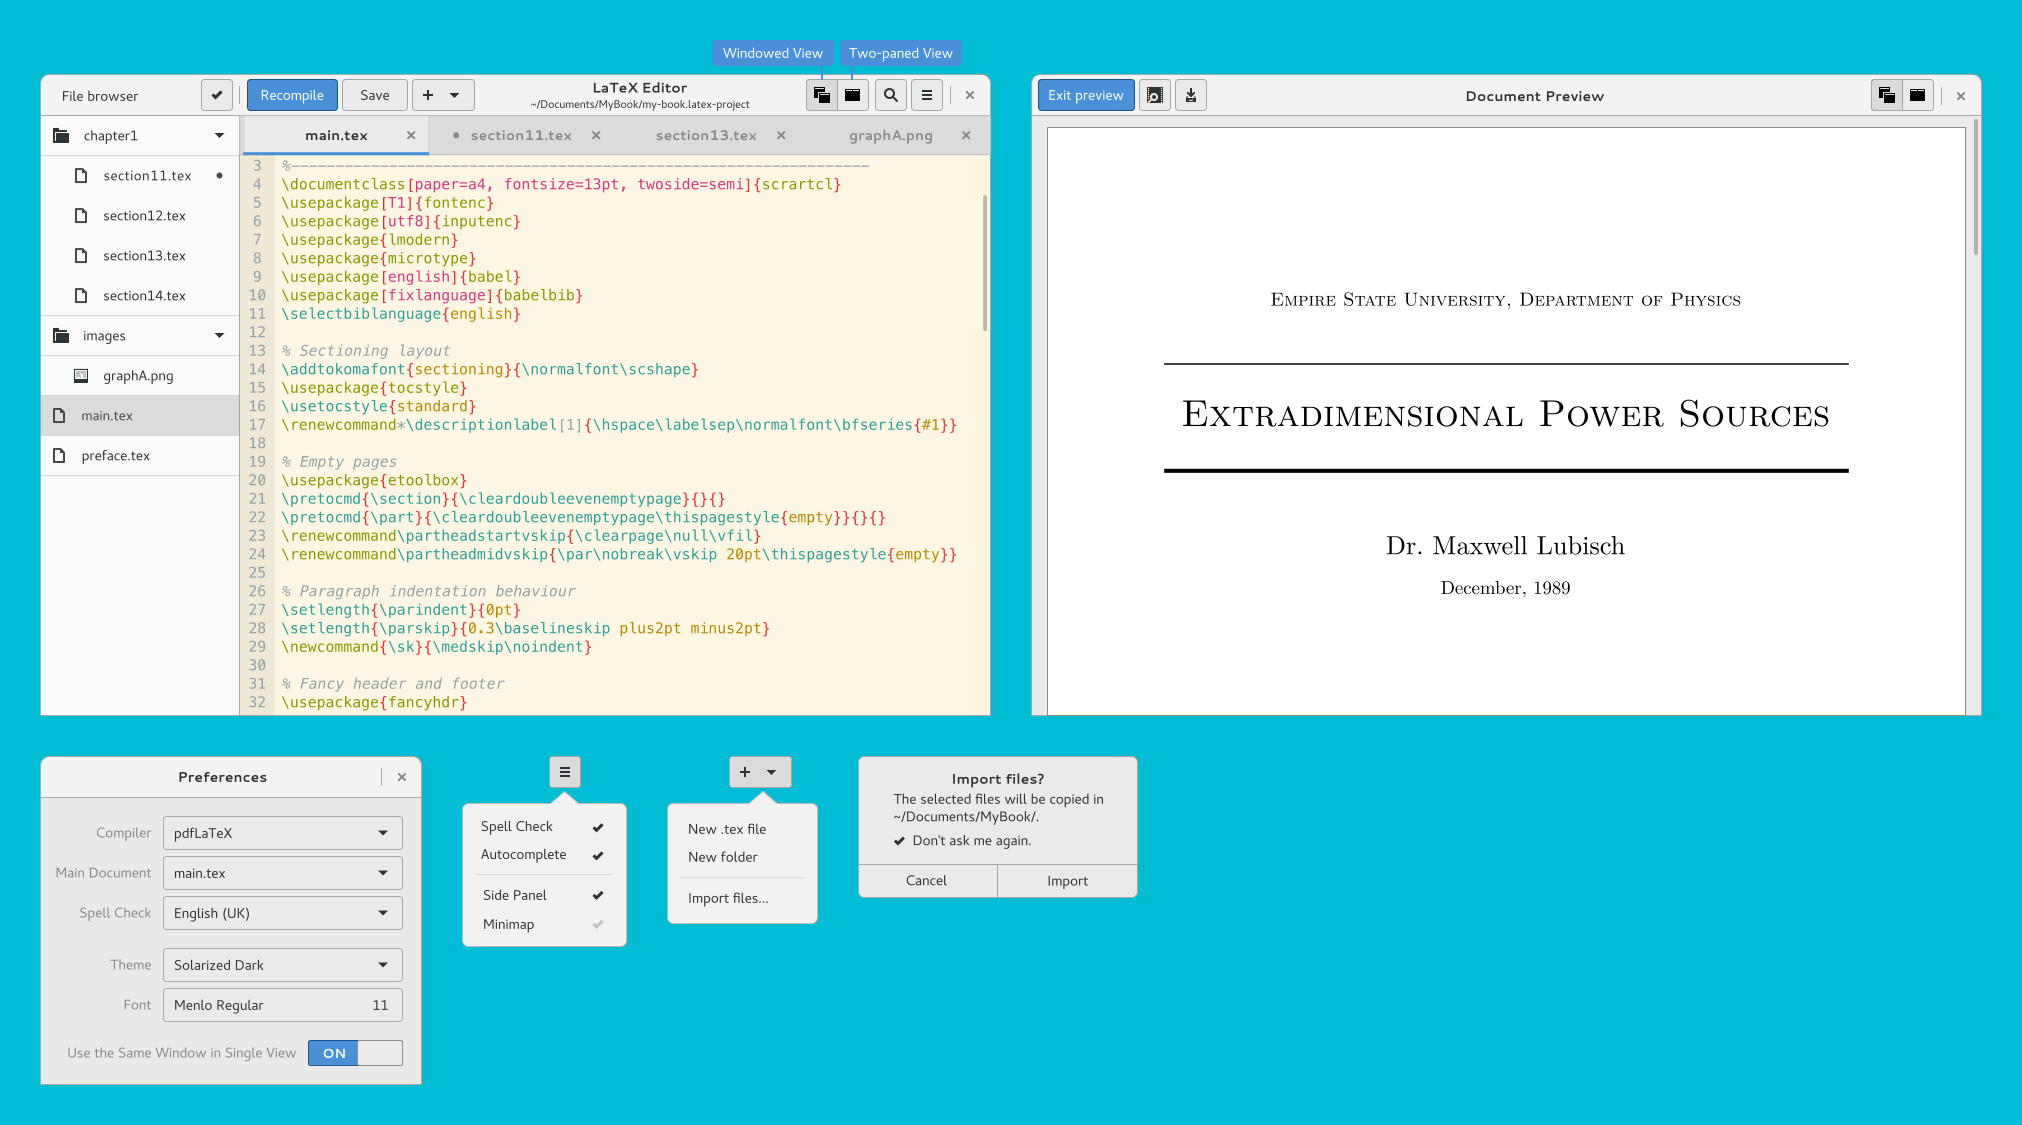 Windowed View
Two-paned View
File browser
Recompile
Save
LaTeX Editor
~/Documents/MyBook/my-book.latex-project
chapter1
section11.tex
section12.tex
section13.tex
section14.tex
images
graphA.png
main.tex
preface.tex
main.tex
section11.tex
section13.tex
graphA.png
3 %-----------------------------------------------------------------
4 \documentclass[paper=a4, fontsize=13pt, twoside=semi]{scrartcl}
5 \usepackage[T1]{fontenc}
6 \usepackage[utf8]{inputenc}
7 \usepackage{lmodern}
8 \usepackage{microtype}
9 \usepackage[english]{babel}
10 \usepackage[fixlanguage]{babelbib}
11 \selectbiblanguage{english}
12
13 % Sectioning layout
14 \addtokomafont{sectioning}{\normalfont\scshape}
15 \usepackage{tocstyle}
16 \usetocstyle{standard}
17 \renewcommand*\descriptionlabel[1]{\hspace\labelsep\normalfont\bfseries{#1}}
18
19 % Empty pages
20 \usepackage{etoolbox}
21 \pretocmd{\section}{\cleardoubleevenemptypage}{}{}
22 \pretocmd{\part}{\cleardoubleevenemptypage\thispagestyle{empty}}{}{}
23 \renewcommand\partheadstartvskip{\clearpage\null\vfil}
24 \renewcommand\partheadmidvskip{\par\nobreak\vskip 20pt\thispagestyle{empty}}
25
26 % Paragraph indentation behaviour
27 \setlength{\parindent}{0pt}
28 \setlength{\parskip}{0.3\baselineskip plus2pt minus2pt}
29 \newcommand{\sk}{\medskip\noindent}
30
31 % Fancy header and footer
32 \usepackage{fancyhdr}
Exit preview
Document Preview
Empire State University, Department of Physics
Extradimensional Power Sources
Dr. Maxwell Lubisch
December, 1989
Preferences
Compiler pdfLaTeX
Main Document main.tex
Spell Check English (UK)
Theme Solarized Dark
Font Menlo Regular 11
Use the Same Window in Single View ON
Spell Check
Autocomplete
Side Panel
Minimap
New .tex file
New folder
Import files...
Import files?
The selected files will be copied in
~/Documents/MyBook/.
Don't ask me again.
Cancel
Import